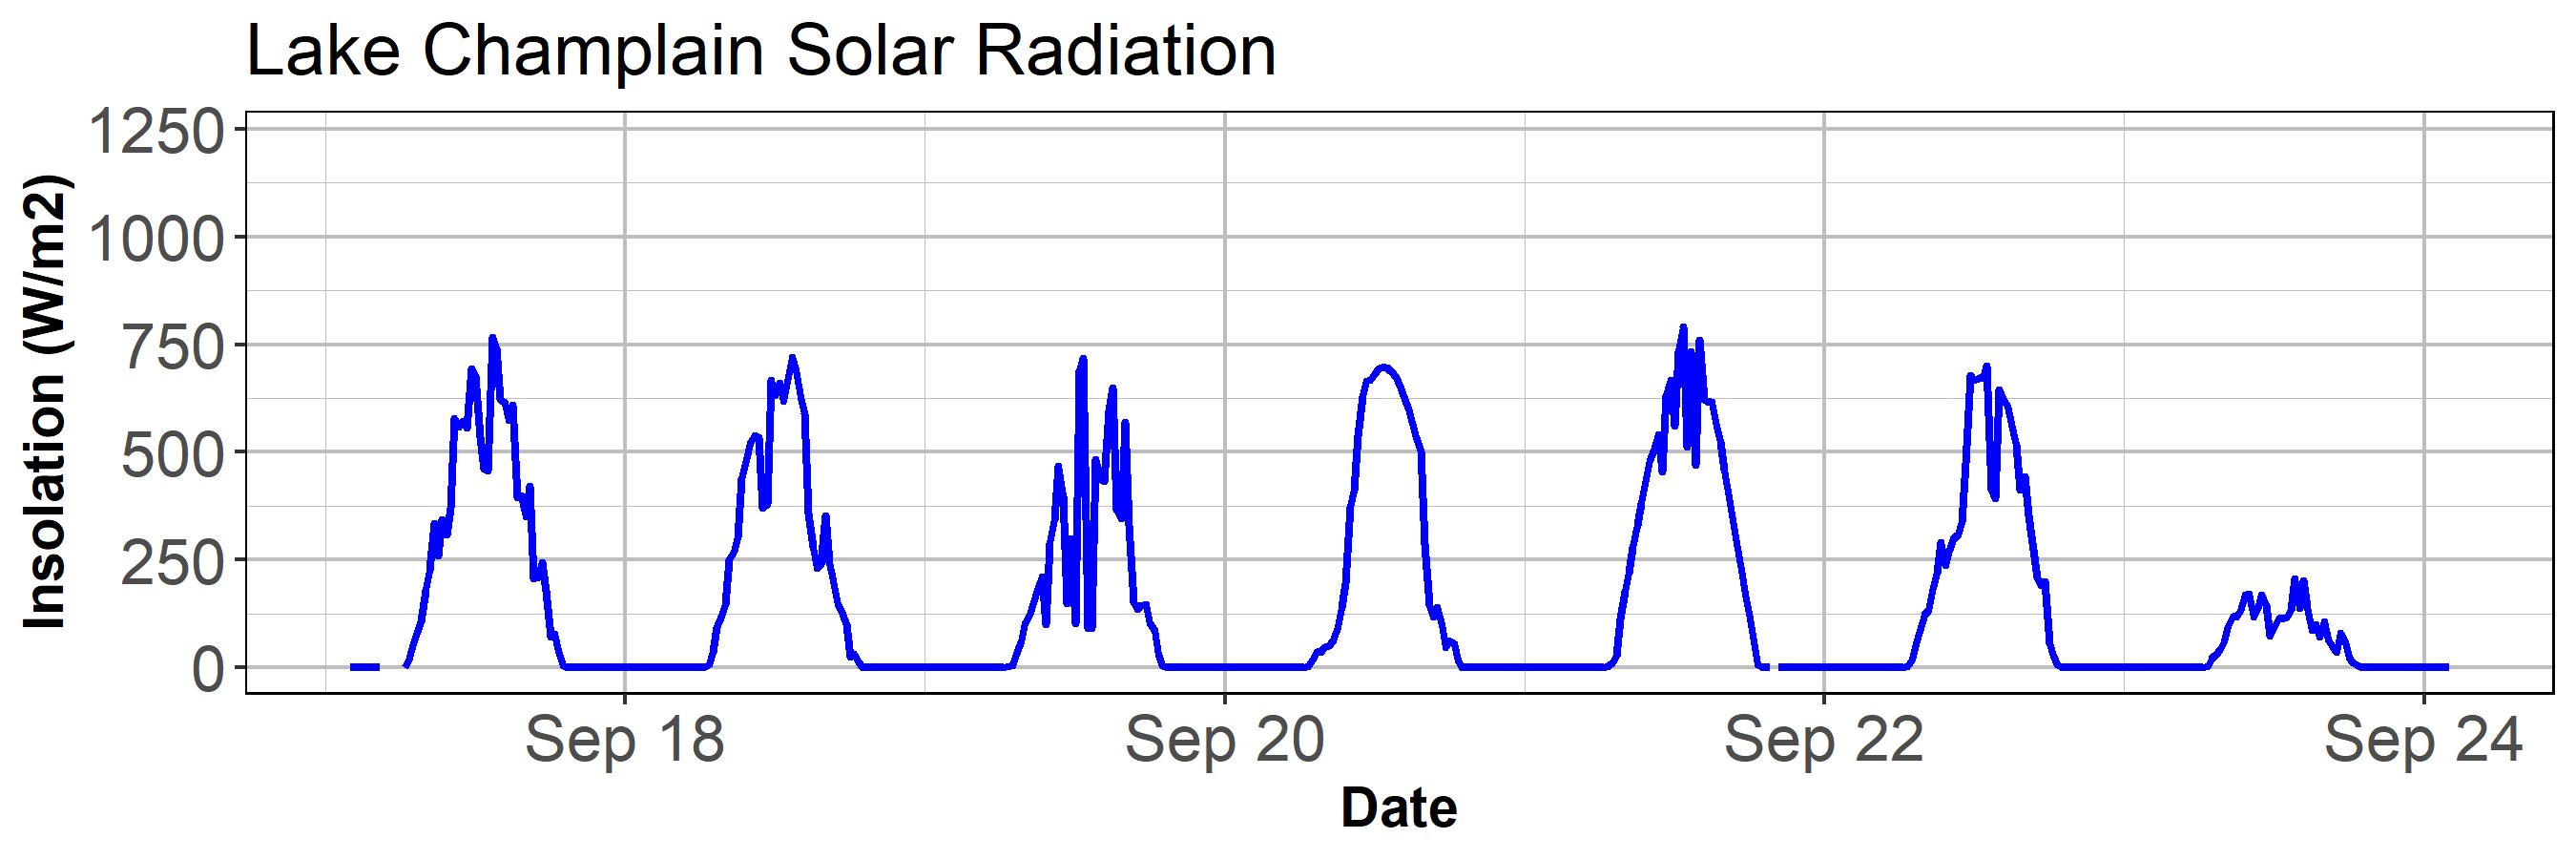 Lake Champlain Solar Radiation
1250
1000
750
500
250
0
Insolation (W/m2)
Sep 18
Sep 20
Sep 22
Sep 24
Date